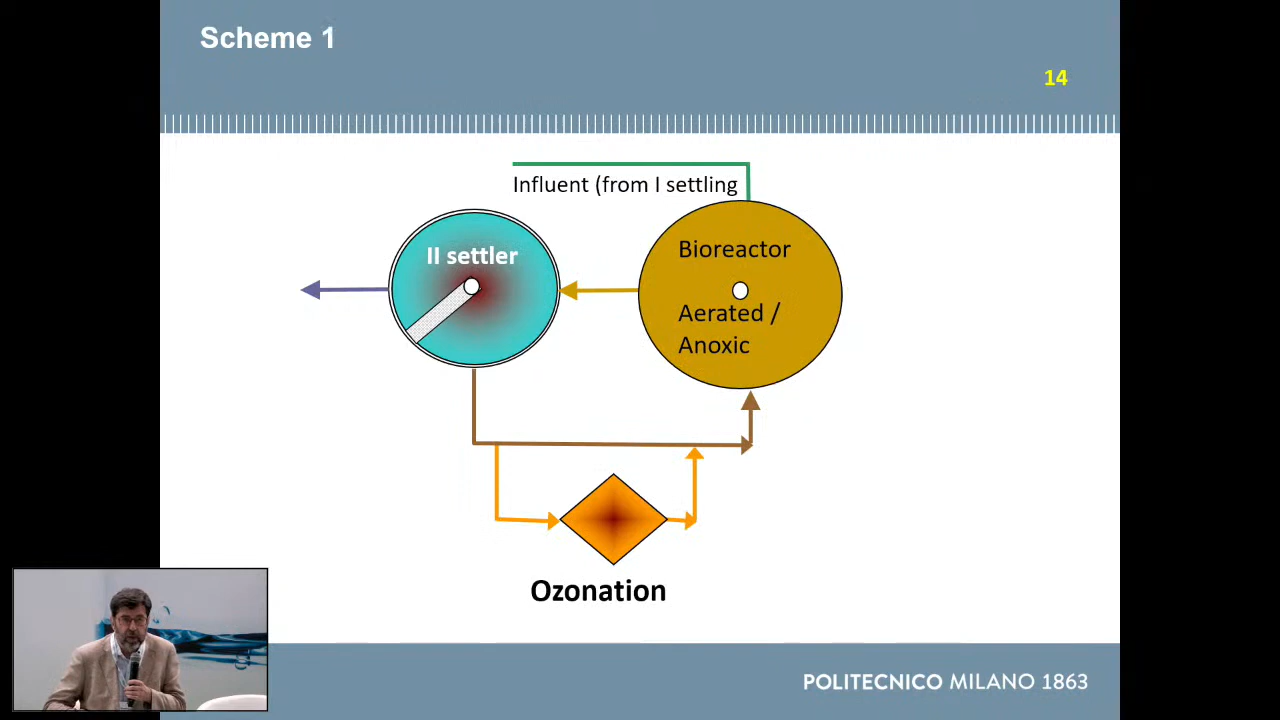 Scheme 1
14
Influent (from I settling
II settler
Bioreactor
Aerated /
Anoxic
Ozonation
POLITECNICO MILANO 1863